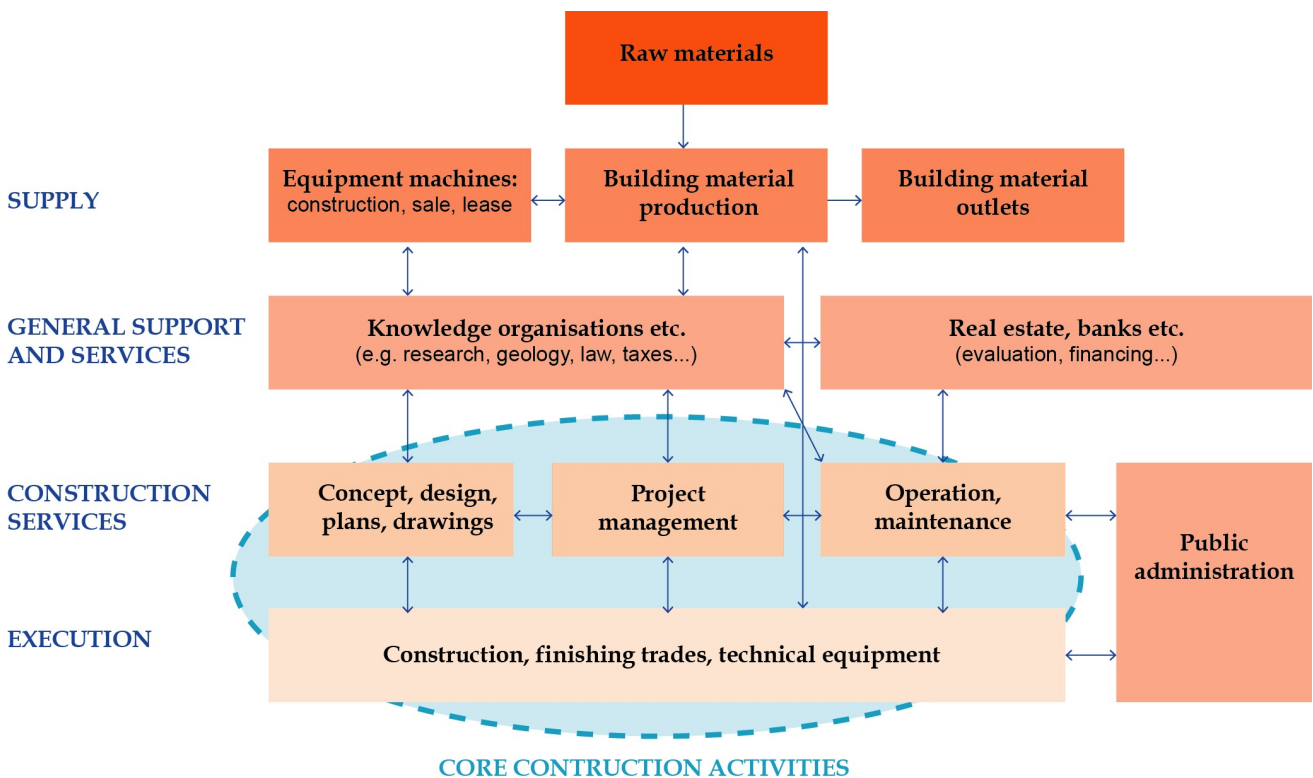 Raw materials
SUPPLY
Equipment machines:
construction, sale, lease
Building material
production
Building material
outlets
GENERAL SUPPORT
AND SERVICES
Knowledge organisations etc.
(e.g. research, geology, law, taxes...)
Real estate, banks etc.
(evaluation, financing...)
CONSTRUCTION
SERVICES
Concept, design,
plans, drawings
Project
management
Operation,
maintenance
Public
administration
EXECUTION
Construction, finishing trades, technical equipment
CORE CONTRUCTION ACTIVITIES